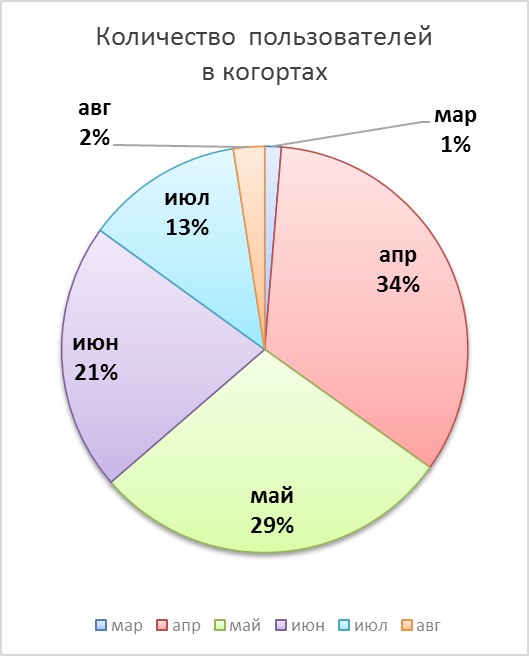 Количество пользователей
в когортах
авг
2%
мар
1%
июл
13%
апр
34%
июн
21%
май
29%
мар апр май июн июл авг